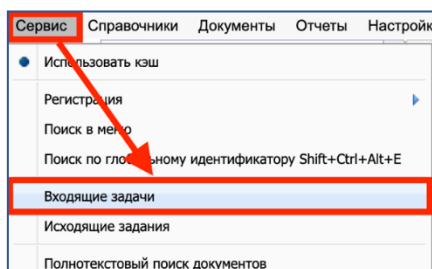 Сервис Справочники Документы Отчеты Настройк
Использовать кэш
Регистрация
Поиск в меню
Поиск по глобальному идентификатору Shift+Ctrl+Alt+E
Входящие задачи
Исходящие задания
Полнотекстовый поиск документов